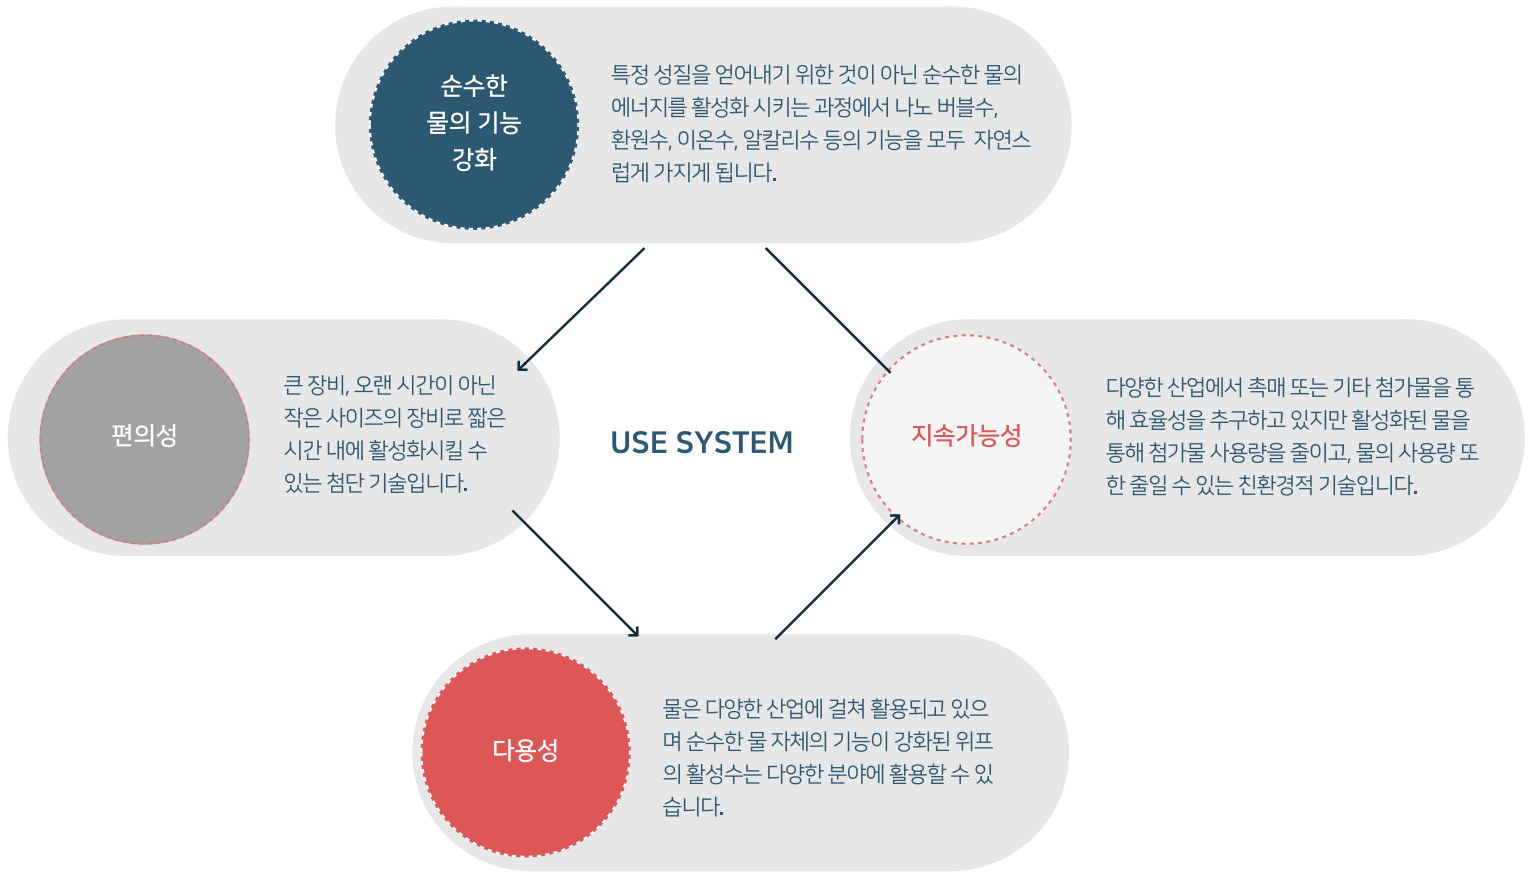 순수한
물의 기능
강화
특정 성질을 얻어내기 위한 것이 아닌 순수한 물의
에너지를 활성화 시키는 과정에서 나노 버블수,
환원수, 이온수, 알칼리수 등의 기능을 모두 자연스
럽게 가지게 됩니다.
편의성
큰 장비, 오랜 시간이 아닌
작은 사이즈의 장비로 짧은
시간 내에 활성화시킬 수
있는 첨단 기술입니다.
USE SYSTEM
지속가능성
다양한 산업에서 촉매 또는 기타 첨가물을 통
해 효율성을 추구하고 있지만 활성화된 물을
통해 첨가물 사용량을 줄이고, 물의 사용량 또
한 줄일 수 있는 친환경적 기술입니다.
다용성
물은 다양한 산업에 걸쳐 활용되고 있으
며 순수한 물 자체의 기능이 강화된 위프
의 활성수는 다양한 분야에 활용할 수 있
습니다.